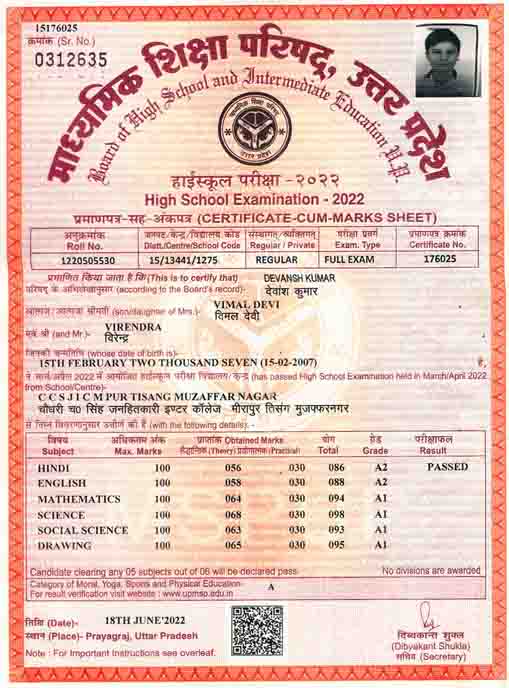 15176025
क्रमांक (Sr. No.)
0312635
माध्यमिक शिक्षा परिषद, उत्तर प्रदेश
Board of High School and Intermediate Education U.P.
हाईस्कूल परीक्षा - २०२२
High School Examination - 2022
प्रमाणपत्र-सह-अंकपत्र (CERTIFICATE-CUM-MARKS SHEET)
अनुक्रमांक जनपद/केन्द्र/विद्यालय कोड संस्थागत/व्यक्तिगत परीक्षा प्रवर्ग प्रमाणपत्र क्रमांक
Roll No. Distt./Centre/School Code Regular / Private Exam. Type Certificate No.
1220505530 15/13441/1275 REGULAR FULL EXAM 176025
प्रमाणित किया जाता है कि (This is to certify that) DEVANSH KUMAR
परिषद के अभिलेखानुसार (according to the Board's record)- देवांश कुमार
आत्मज/आत्मजा श्रीमती (son/daughter of Mrs.)- VIMAL DEVI
विमल देवी
एवं श्री (and Mr.)- VIRENDRA
विरेन्द्र
जिनकी जन्मतिथि (whose date of birth is)-
15TH FEBRUARY TWO THOUSAND SEVEN (15-02-2007) है,
ने मार्च/अप्रैल 2022 में आयोजित हाईस्कूल परीक्षा विद्यालय/केन्द्र (has passed High School Examination held in March/April 2022
from School/Centre)-
C C S J I C M PUR TISANG MUZAFFAR NAGAR
चौधरी च0 सिंह जनहितकारी इण्टर कॉलेज मीरापुर तिसंग मुजफ्फरनगर
से निम्न विवरणानुसार उत्तीर्ण की है (with the following details): -
विषय अधिकतम अंक प्राप्तांक Obtained Marks योग ग्रेड परीक्षाफल
Subject Max. Marks सैद्धान्तिक (Theory) प्रयोगात्मक (Practical) Total Grade Result
HINDI 100 056 030 086 A2 PASSED
ENGLISH 100 058 030 088 A2
MATHEMATICS 100 064 030 094 A1
SCIENCE 100 068 030 098 A1
SOCIAL SCIENCE 100 063 030 093 A1
DRAWING 100 065 030 095 A1
Candidate clearing any 05 subjects out of 06 will be declared pass. No divisions are awarded
Category of Moral, Yoga, Sports and Physical Education- A
For result verification visit website : www.upmsp.edu.in
तिथि (Date)- 18TH JUNE'2022
स्थान (Place)- Prayagraj, Uttar Pradesh
दिब्यकान्त शुक्ल
(Dibyakant Shukla)
सचिव (Secretary)
Note : For Important Instructions see overleaf.